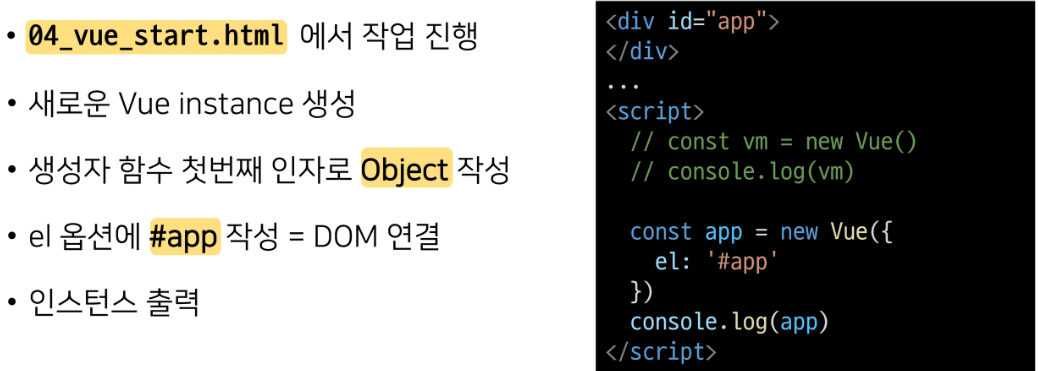 • 04_vue_start.html 에서 작업 진행
• 새로운 Vue instance 생성
• 생성자 함수 첫번째 인자로 Object 작성
• el 옵션에 #app 작성 = DOM 연결
• 인스턴스 출력
<div id="app">
</div>
...
<script>
  // const vm = new Vue()
  // console.log(vm)

  const app = new Vue({
    el: '#app'
  })
  console.log(app)
</script>